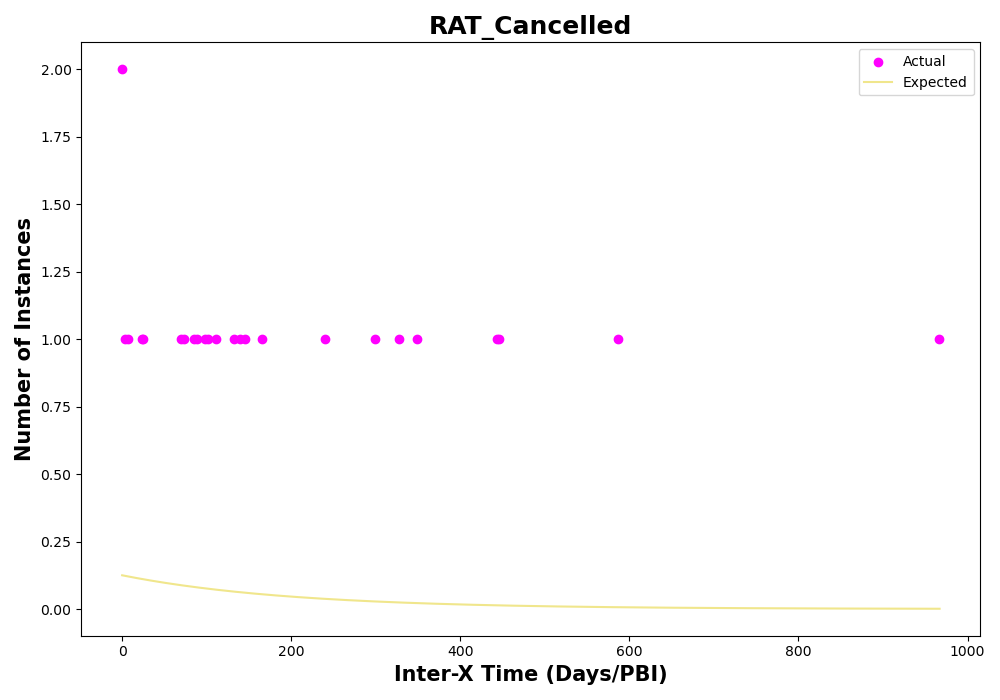 RAT_Cancelled
Actual
Expected
2.00
1.75
1.50
1.25
1.00
0.75
0.50
0.25
0.00
Number of Instances
0 200 400 600 800 1000
Inter-X Time (Days/PBI)